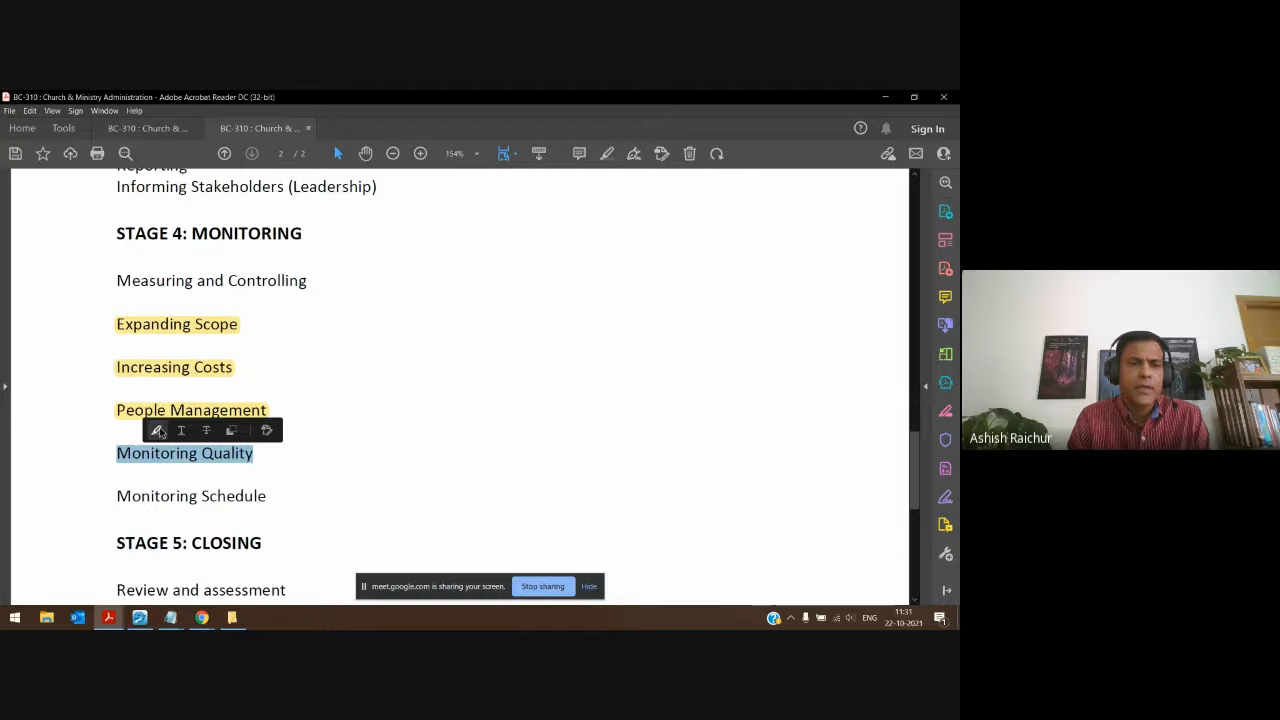 BC-310 : Church & Ministry Administration - Adobe Acrobat Reader DC (32-bit)
File Edit View Sign Window Help
Home Tools BC-310 : Church & ... BC-310 : Church & ... × Sign In
2 / 2 154%
Reporting
Informing Stakeholders (Leadership)
STAGE 4: MONITORING
Measuring and Controlling
Expanding Scope
Increasing Costs
People Management
Monitoring Quality
Monitoring Schedule
STAGE 5: CLOSING
Review and assessment
meet.google.com is sharing your screen. Stop sharing Hide
ENG 11:31
22-10-2021
Ashish Raichur